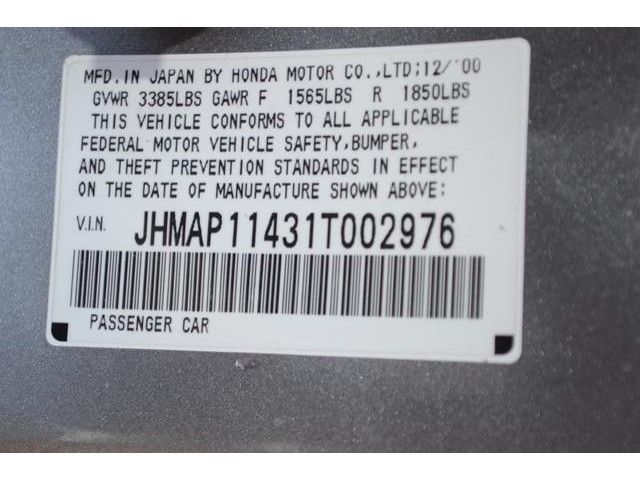 MFD. IN JAPAN BY HONDA MOTOR CO.,LTD;12/'00
GVWR 3385LBS GAWR F 1565LBS R 1850LBS
THIS VEHICLE CONFORMS TO ALL APPLICABLE
FEDERAL MOTOR VEHICLE SAFETY,BUMPER,
AND THEFT PREVENTION STANDARDS IN EFFECT
ON THE DATE OF MANUFACTURE SHOWN ABOVE:
V.I.N. JHMAP11431T002976
PASSENGER CAR